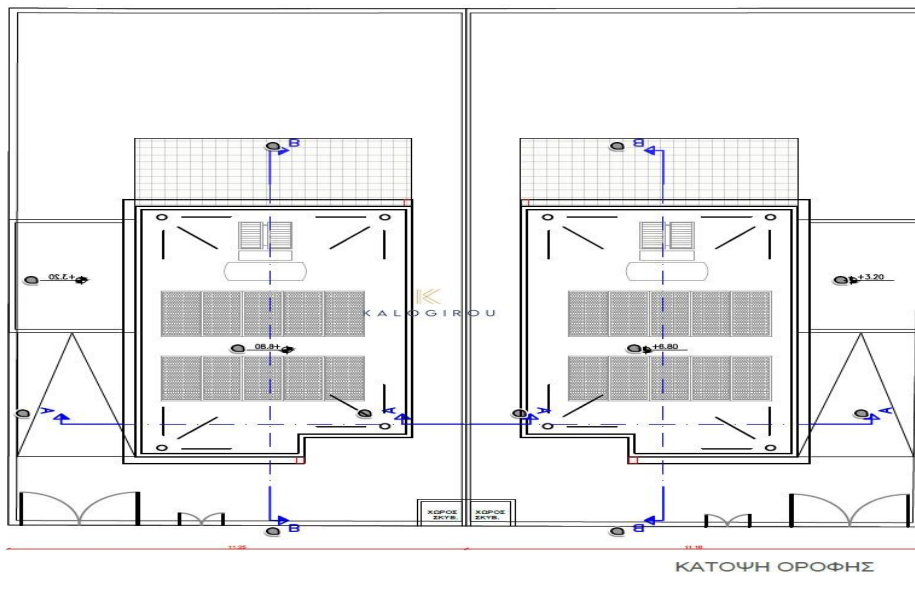 B
B
+3.20
+3.20
KALOGIROU
+6.80
+6.80
A
A
A
A
ΧΩΡΟΣ
ΣΚΥΒ.
ΧΩΡΟΣ
ΣΚΥΒ.
B
B
ΚΑΤΟΨΗ ΟΡΟΦΗΣ